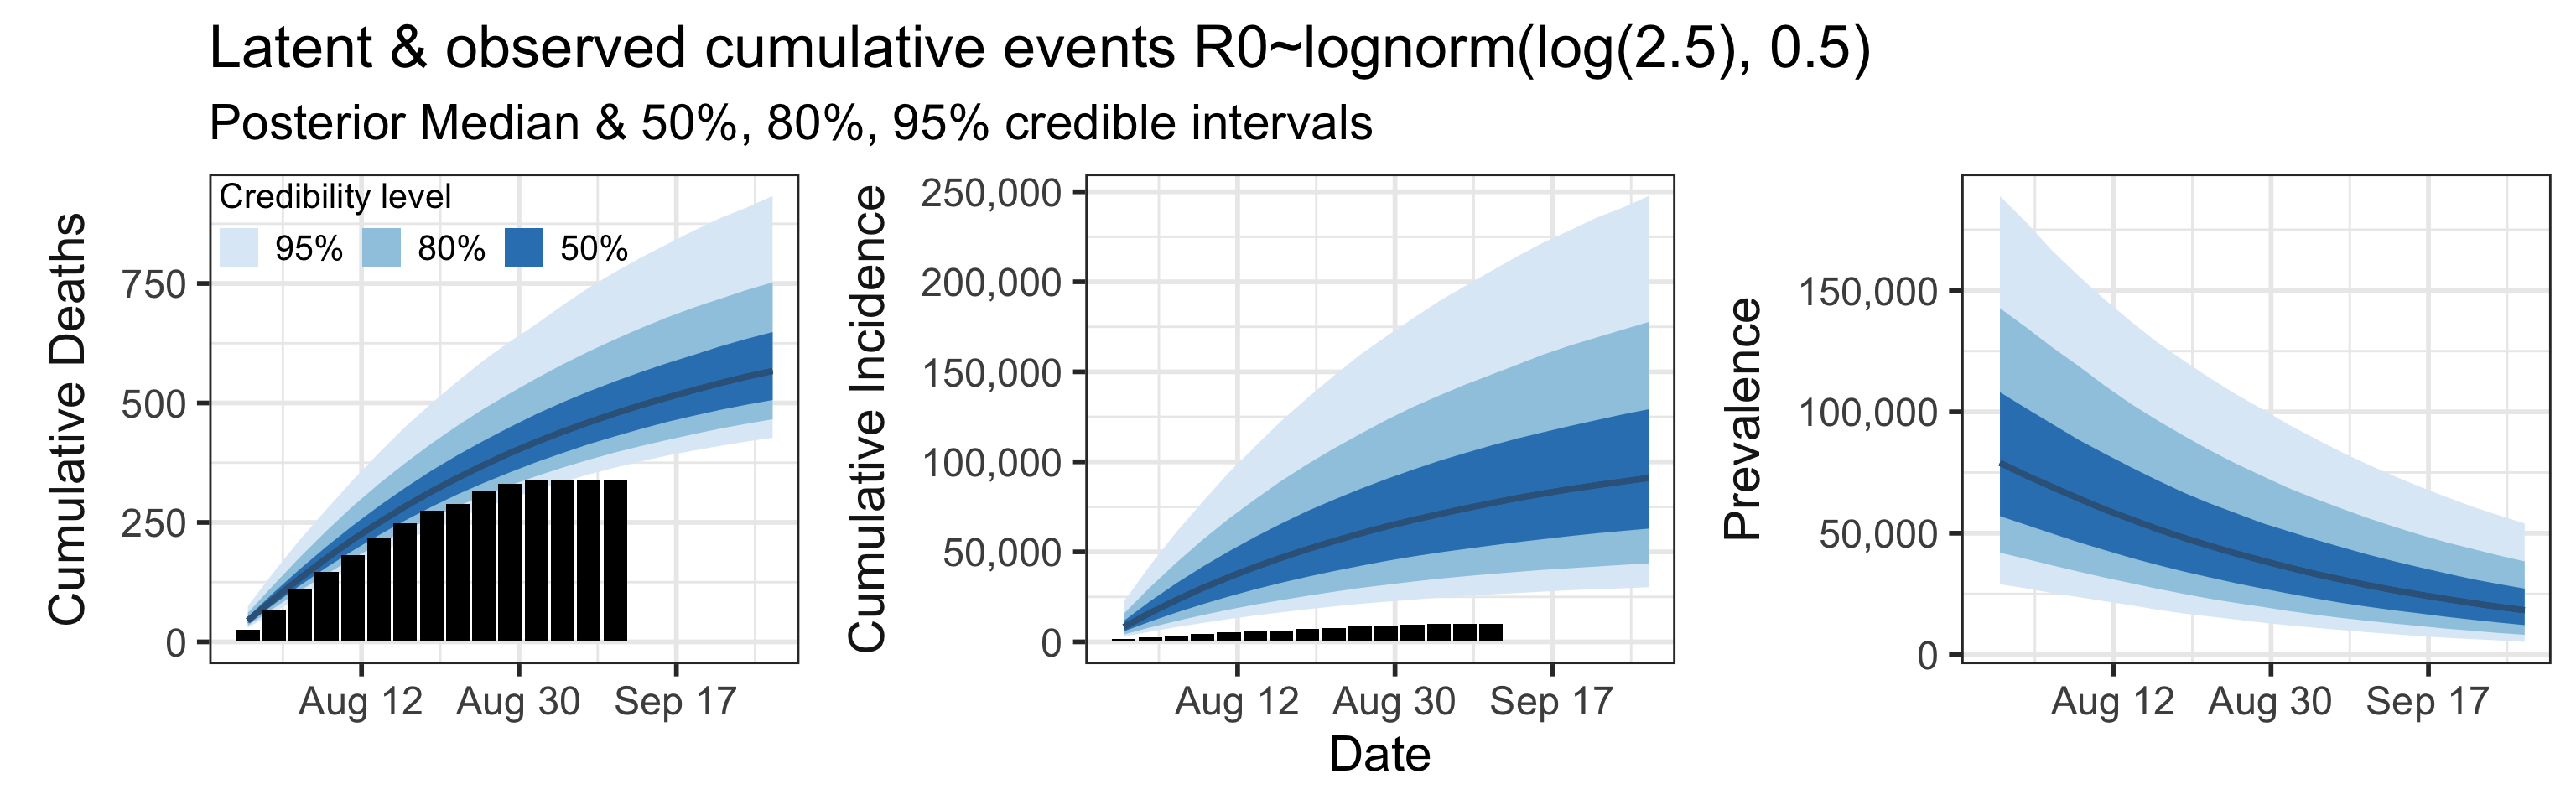 Latent & observed cumulative events R0~lognorm(log(2.5), 0.5)
Posterior Median & 50%, 80%, 95% credible intervals
Cumulative Deaths
Credibility level
95% 80% 50%
750
500
250
0
Aug 12 Aug 30 Sep 17
Cumulative Incidence
250,000
200,000
150,000
100,000
50,000
0
Aug 12 Aug 30 Sep 17
Prevalence
150,000
100,000
50,000
0
Aug 12 Aug 30 Sep 17
Date